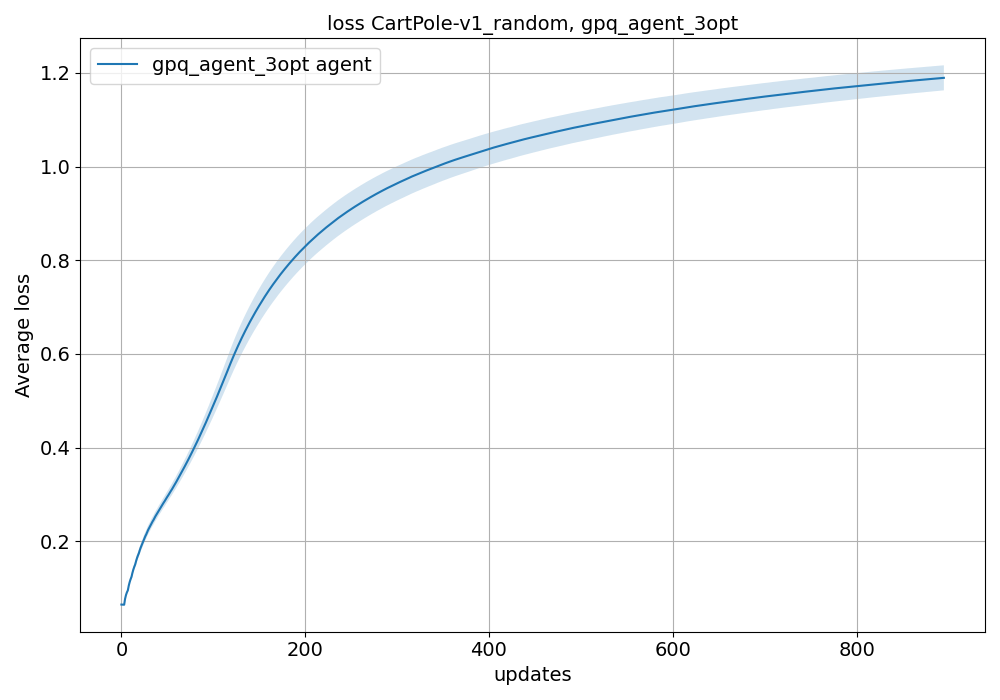 loss CartPole-v1_random, gpq_agent_3opt
gpq_agent_3opt agent
1.2
1.0
0.8
0.6
0.4
0.2
Average loss
0 200 400 600 800
updates